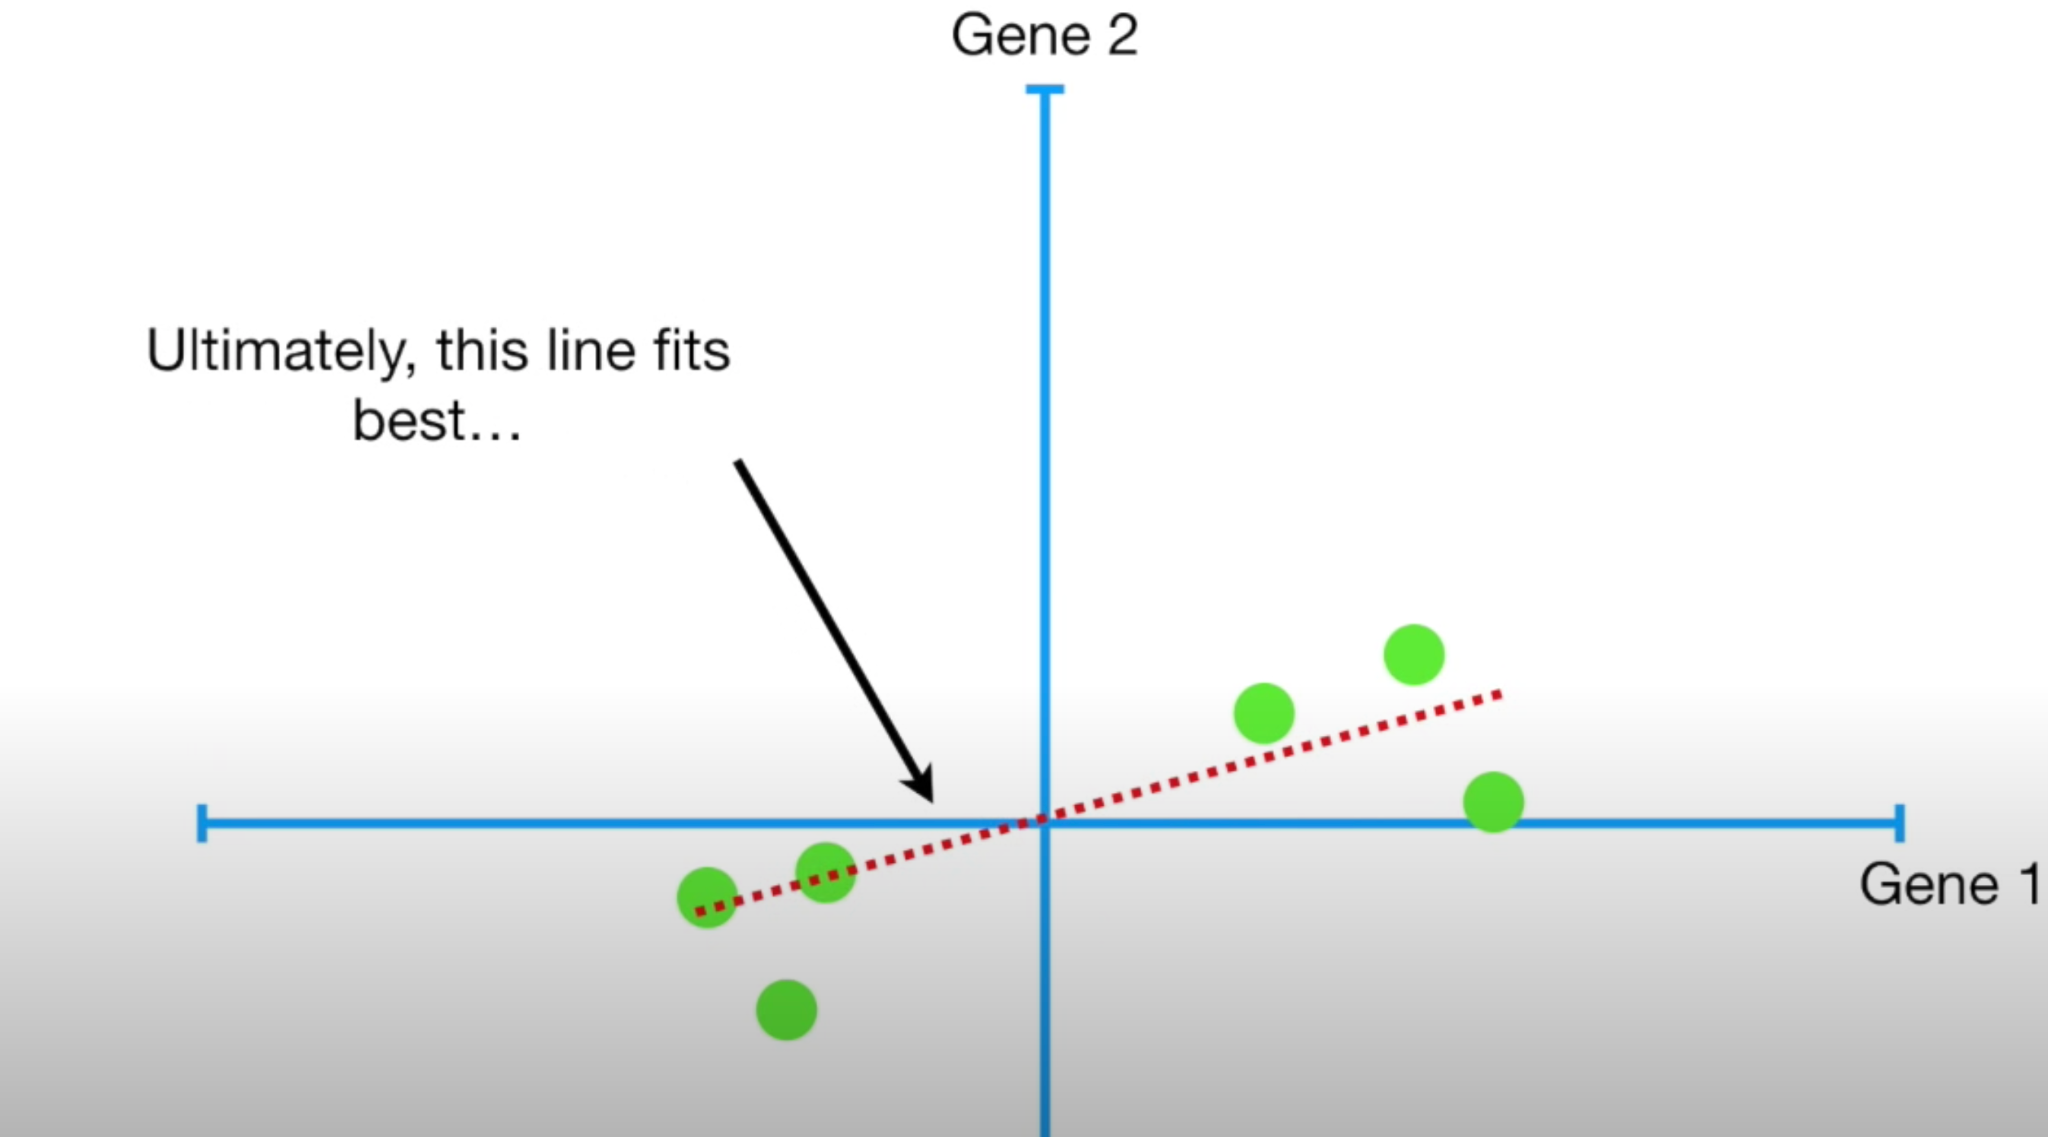 Gene 2
Ultimately, this line fits
best...
Gene 1